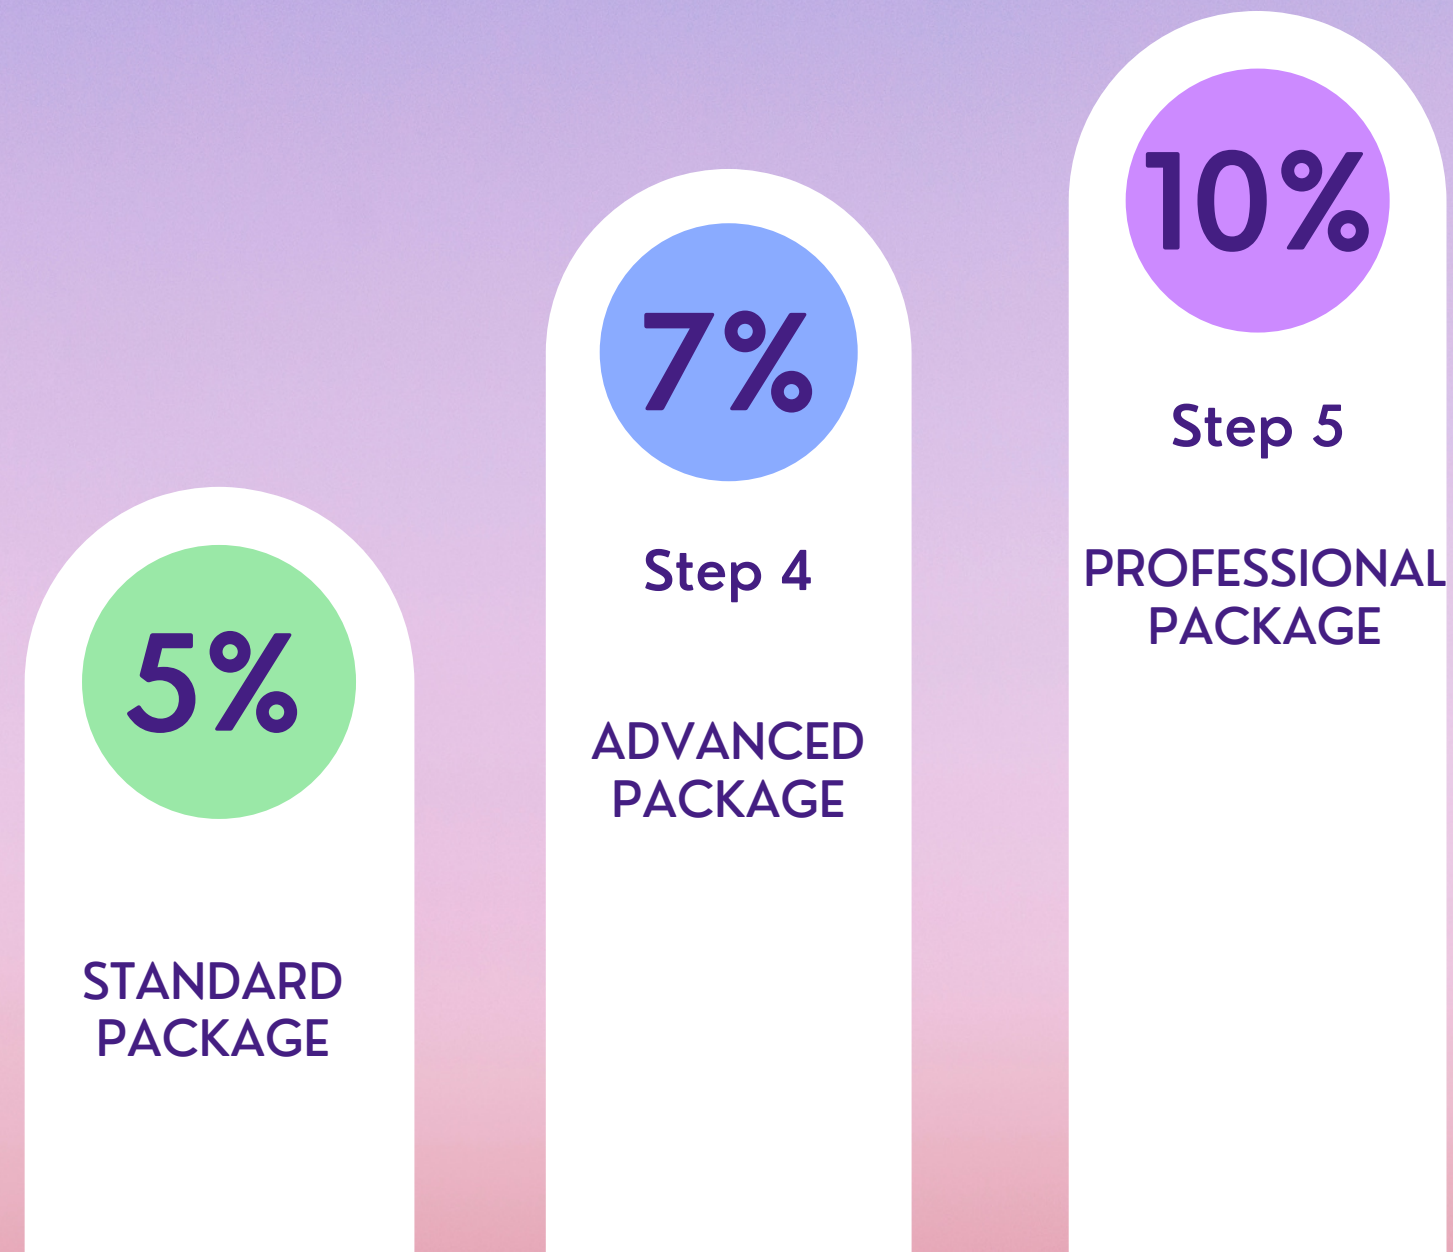 5%
STANDARD
PACKAGE
7%
Step 4
ADVANCED
PACKAGE
10%
Step 5
PROFESSIONAL
PACKAGE